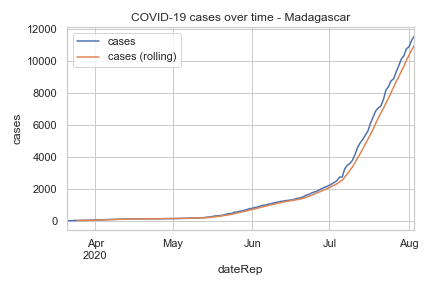 COVID-19 cases over time - Madagascar
12000
10000
8000
6000
4000
2000
0
cases
cases
cases (rolling)
Apr
2020
May
Jun
Jul
Aug
dateRep